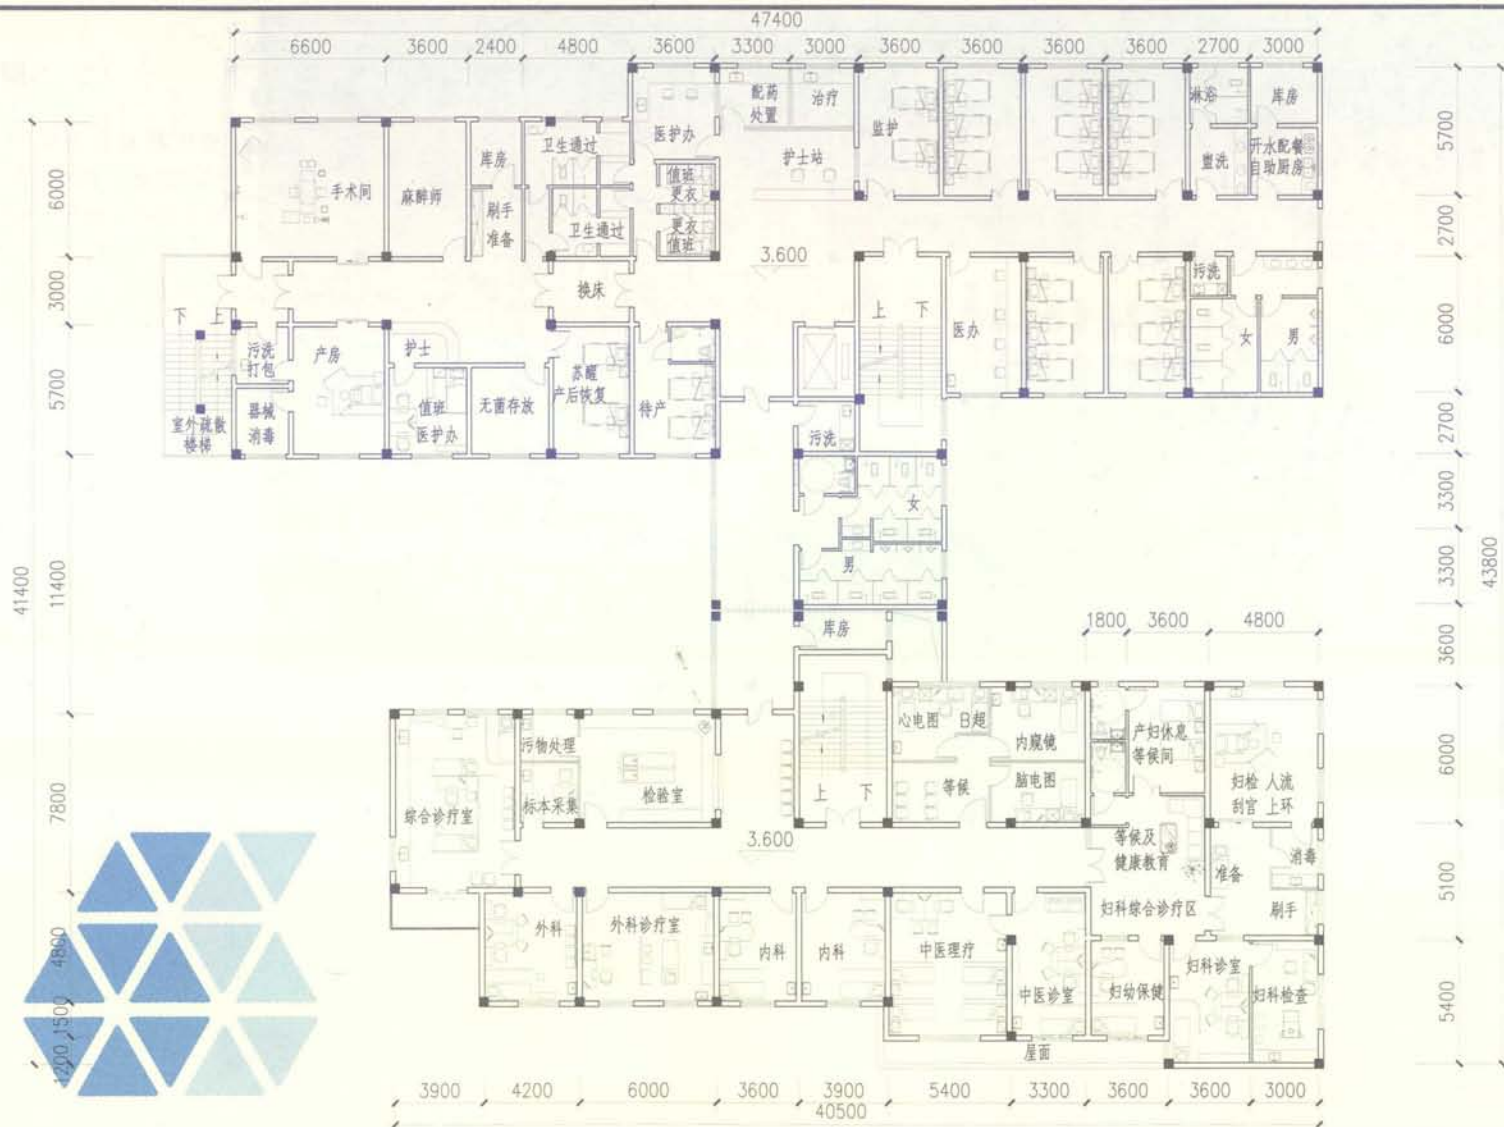 47400
6600 3600 2400 4800 3600 3300 3000 3600 3600 3600 3600 2700 3000
配药
处置
治疗
淋浴
库房
监护
医护办
卫生通过
库房
护士站
盥洗
开水配餐
自助厨房
手术间
麻醉师
值班
更衣
刷手
准备
更衣
值班
卫生通过
3.600
换床
污洗
下 上
上 下
医办
女
男
污洗
打包
产房
护士
苏醒
产后恢复
待产
无菌存放
值班
医护办
器械
消毒
室外疏散
楼梯
污洗
女
男
库房
6000
3000
5700
11400
41400
7800
4800
1500
1200
5700
2700
6000
2700
3300
3300
3600
43800
6000
5100
5400
1800 3600 4800
心电图
B超
内窥镜
产妇休息
等候间
污物处理
等候
脑电图
妇检 人流
刮宫 上环
综合诊疗室
标本采集
检验室
上 下
3.600
等候及
健康教育
准备
消毒
妇科综合诊疗区
刷手
外科
外科诊疗室
内科
内科
中医理疗
中医诊室
妇幼保健
妇科诊室
妇科检查
屋面
3900 4200 6000 3600 3900 5400 3300 3600 3600 3000
40500